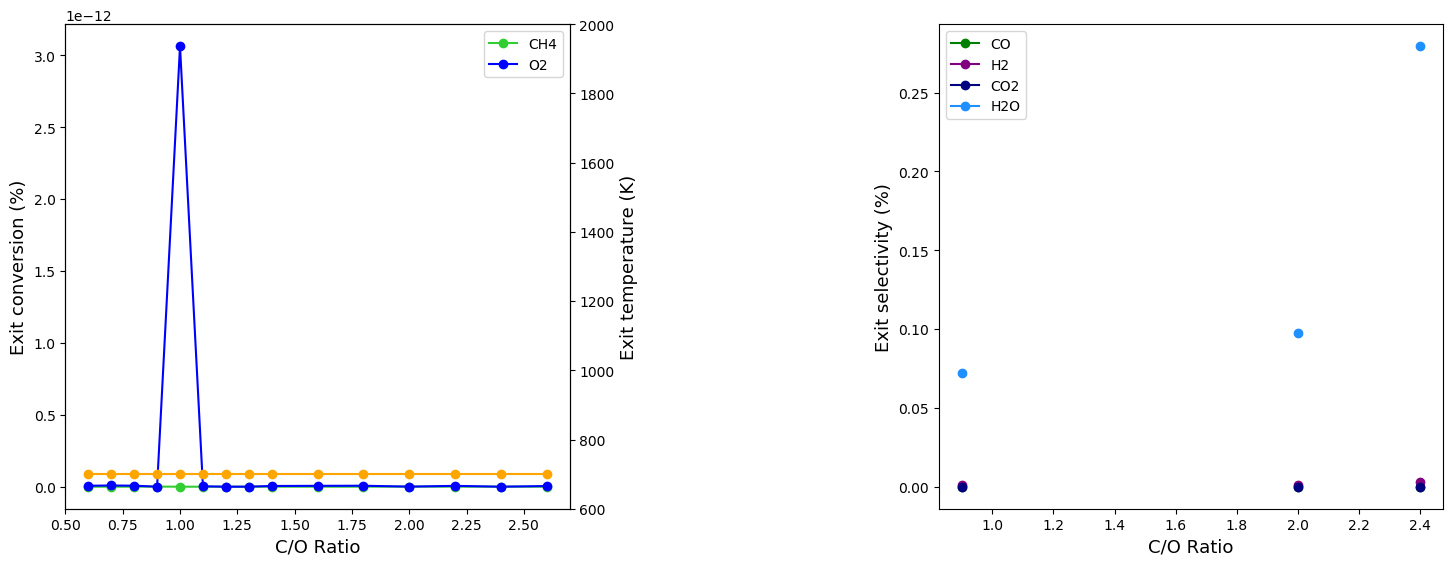 1e−12
3.0
2.5
2.0
1.5
1.0
0.5
0.0
Exit conversion (%)
0.50 0.75 1.00 1.25 1.50 1.75 2.00 2.25 2.50
C/O Ratio
CH4
O2
2000
1800
1600
1400
1200
1000
800
600
Exit temperature (K)
CO
H2
CO2
H2O
0.25
0.20
0.15
0.10
0.05
0.00
Exit selectivity (%)
1.0 1.2 1.4 1.6 1.8 2.0 2.2 2.4
C/O Ratio